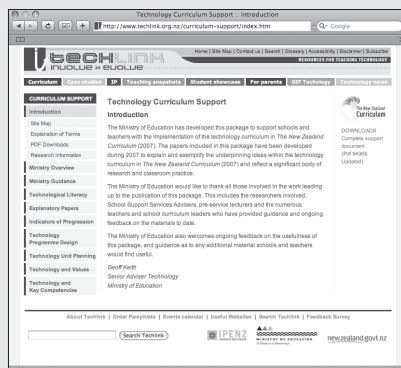 Technology Curriculum Support :: Introduction
http://www.techlink.org.nz/curriculum-support/index.htm
Google
techlink
INVOLVE » EVOLVE
Home | Site Map | Contact us | Search | Glossary | Accessibility | Disclaimer | Subscribe
RESOURCES FOR TEACHING TECHNOLOGY
Curriculum Case studies IP Teaching snapshots Student showcase For parents GIF Technology Technology news
CURRICULUM SUPPORT
Introduction
Site Map
Explanation of Terms
PDF Downloads
Research Information
Ministry Overview
Ministry Guidance
Technological Literacy
Explanatory Papers
Indicators of Progression
Technology
Programme Design
Technology Unit Planning
Technology and Values
Technology and
Key Competencies
Technology Curriculum Support
Introduction
The Ministry of Education has developed this package to support schools and
teachers with the implementation of the technology curriculum in The New Zealand
Curriculum (2007). The papers included in this package have been developed
during 2007 to explain and exemplify the underpinning ideas within the technology
curriculum in The New Zealand Curriculum (2007) and reflect a significant body of
research and classroom practice.
The Ministry of Education would like to thank all those involved in the work leading
up to the publication of this package. This includes the researchers involved,
School Support Services Advisers, pre-service lecturers and the numerous
teachers and school curriculum leaders who have provided guidance and ongoing
feedback on the materials to date.
The Ministry of Education also welcomes ongoing feedback on the usefulness of
this package, and guidance as to any additional material schools and teachers
would find useful.
Geoff Keith
Senior Adviser Technology
Ministry of Education
The New Zealand
Curriculum
DOWNLOADS
Complete support
document.
(Pdf 943Kb
Updated)
About Techlink | Order Pamphlets | Events calendar | Useful Websites | Search Techlink | Feedback
Survey
Search Techlink
IPENZ
MINISTRY OF EDUCATION
newzealand.govt.nz